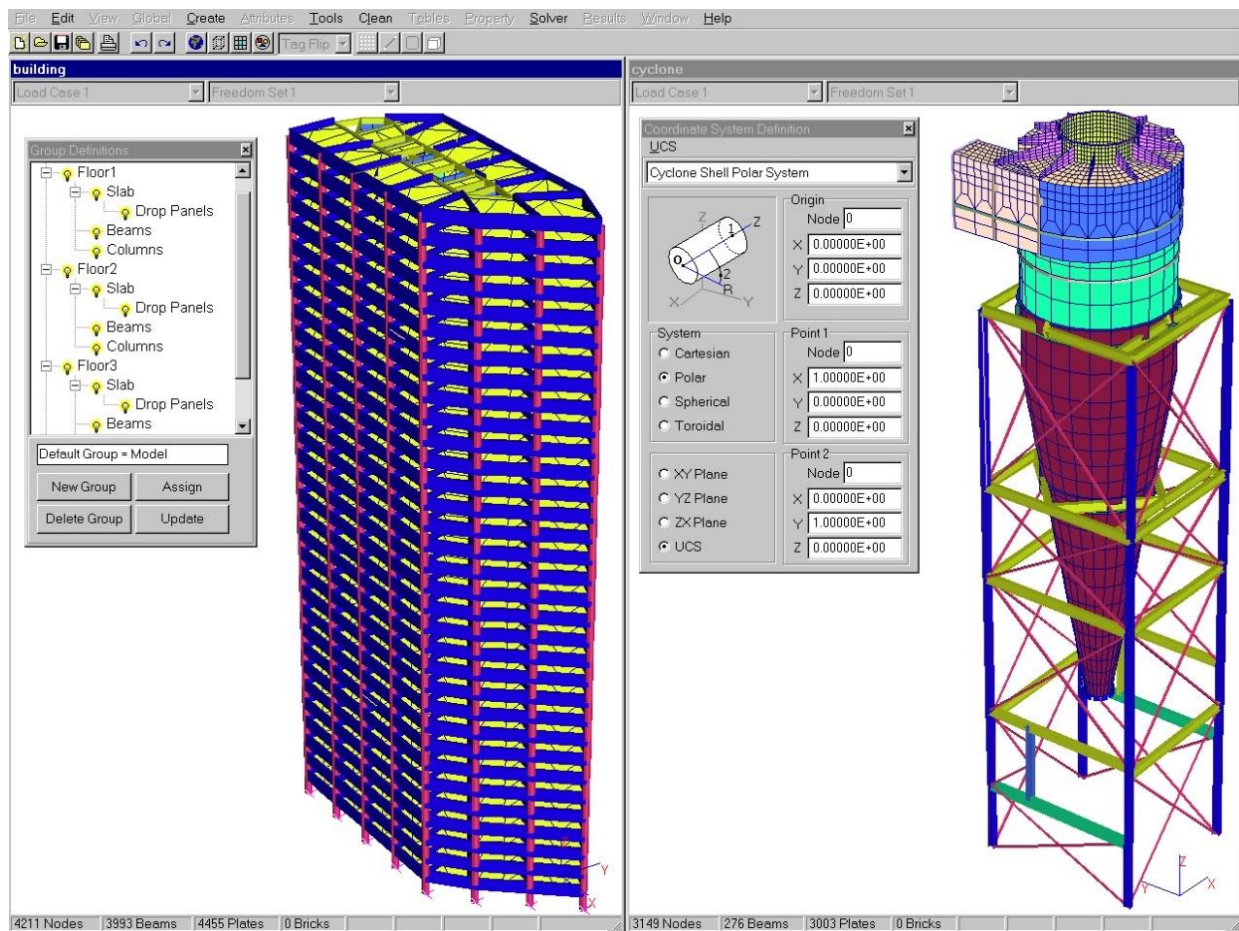 File Edit View Global Create Attributes Tools Clean Tables Property Solver Results Window Help
Tag Flip
building
Load Case 1 Freedom Set 1
Group Definitions
Floor1
Slab
Drop Panels
Beams
Columns
Floor2
Slab
Drop Panels
Beams
Columns
Floor3
Slab
Drop Panels
Beams
Default Group = Model
New Group Assign
Delete Group Update
Y
X
4211 Nodes 3993 Beams 4455 Plates 0 Bricks
cyclone
Load Case 1 Freedom Set 1
Coordinate System Definition
UCS
Cyclone Shell Polar System
Z
Z
1
0
2
R
X Y
Origin
Node 0
X 0.00000E+00
Y 0.00000E+00
Z 0.00000E+00
System
Cartesian
Polar
Spherical
Toroidal
Point 1
Node 0
X 1.00000E+00
Y 0.00000E+00
Z 0.00000E+00
XY Plane
YZ Plane
ZX Plane
UCS
Point 2
Node 0
X 0.00000E+00
Y 1.00000E+00
Z 0.00000E+00
Z
Y X
3149 Nodes 276 Beams 3003 Plates 0 Bricks